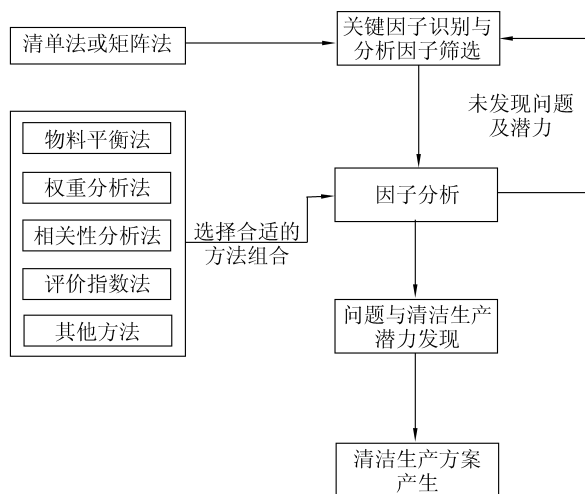 清单法或矩阵法
关键因子识别与
分析因子筛选
未发现问题
及潜力
物料平衡法
权重分析法
相关性分析法
评价指数法
其他方法
选择合适的
方法组合
因子分析
问题与清洁生产
潜力发现
清洁生产方案
产生